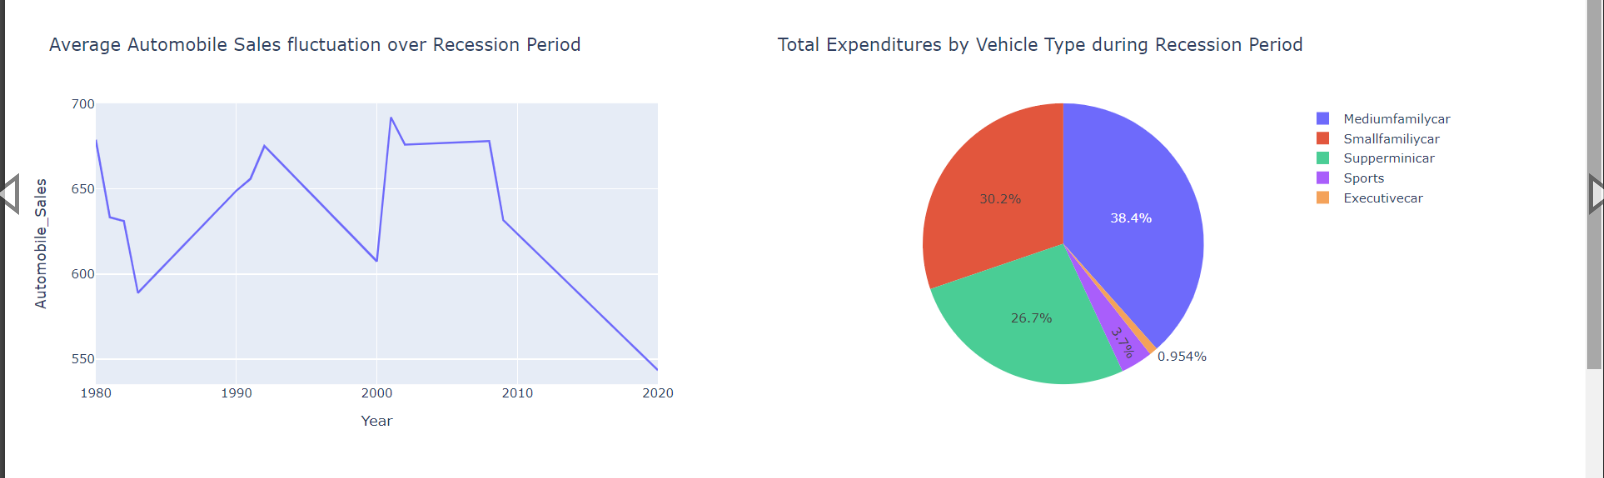 Average Automobile Sales fluctuation over Recession Period
700
650
600
550
Automobile_Sales
1980
1990
2000
2010
2020
Year
Total Expenditures by Vehicle Type during Recession Period
38.4%
30.2%
26.7%
3.7%
0.954%
Mediumfamilycar
Smallfamiliycar
Supperminicar
Sports
Executivecar